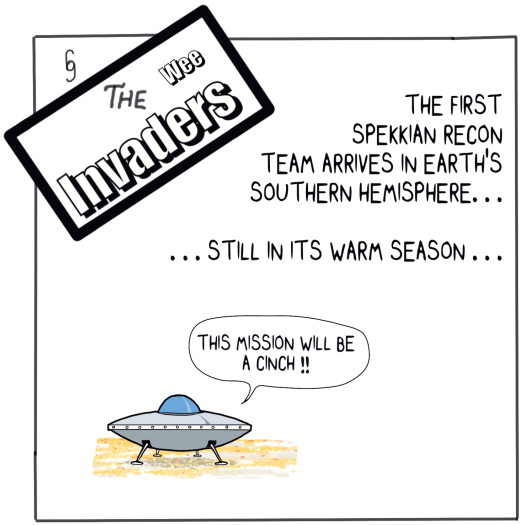 THE
Wee
Invaders
THE FIRST
SPEKKIAN RECON
TEAM ARRIVES IN EARTH'S
SOUTHERN HEMISPHERE...
...STILL IN ITS WARM SEASON...
THIS MISSION WILL BE
A CINCH !!